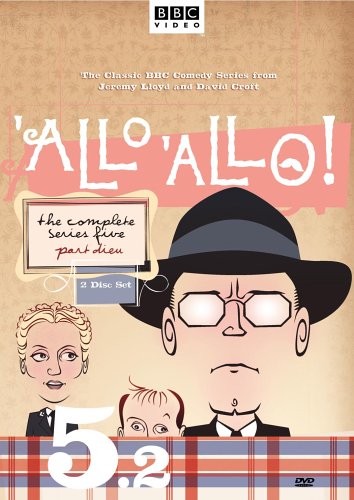 BBC
VIDEO
The Classic BBC Comedy Series from
Jeremy Lloyd and David Croft
'ALLO 'ALLO!
the complete
series five
part dieu
2 Disc Set
5.2
DVD